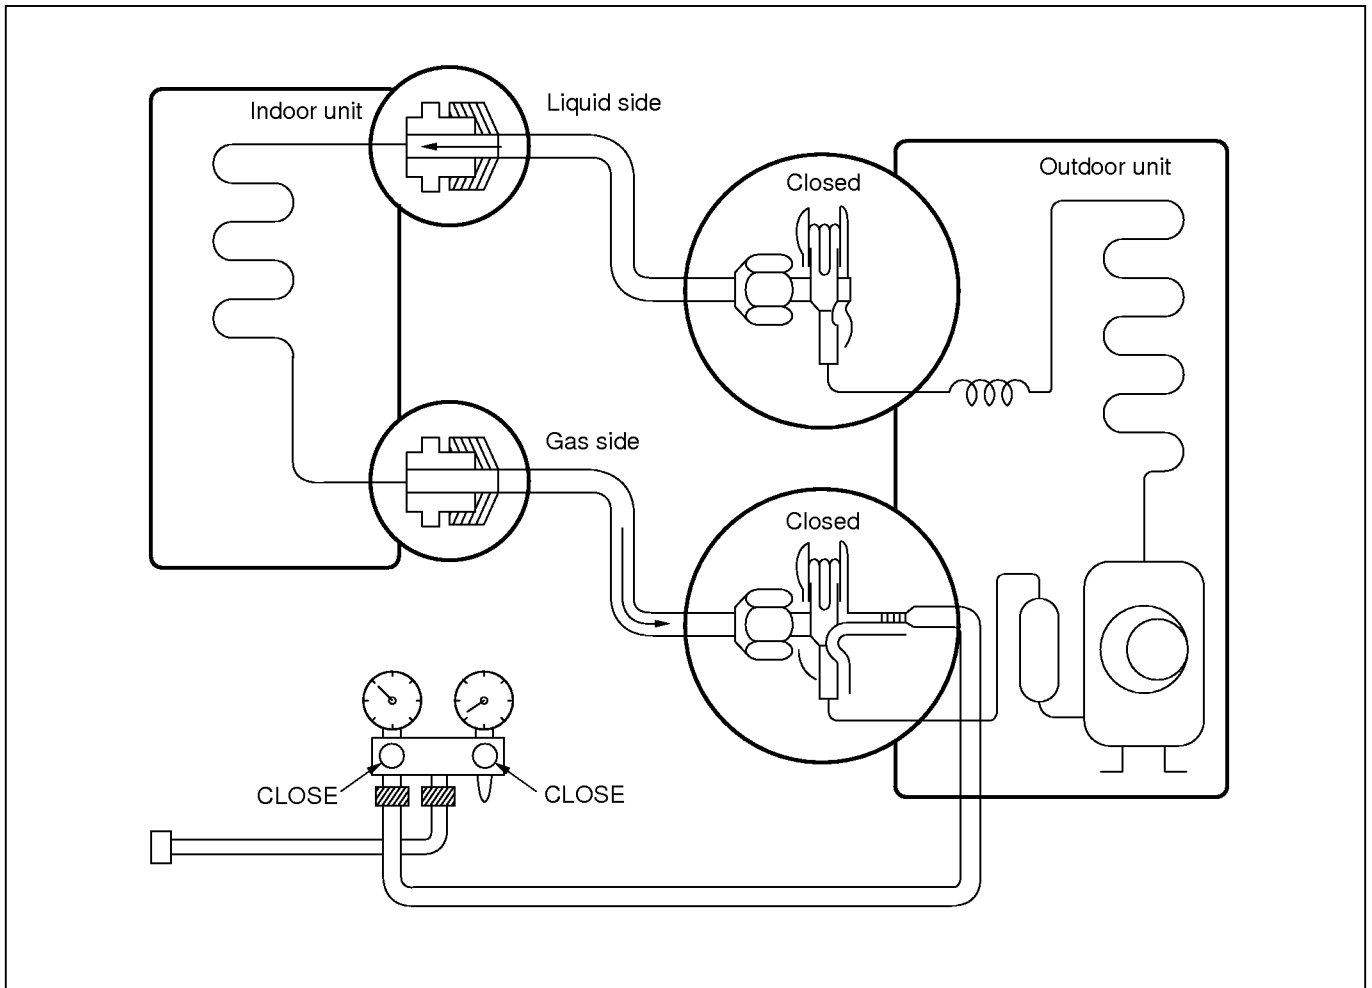 Indoor unit
Liquid side
Closed
Outdoor unit
Gas side
Closed
CLOSE
CLOSE